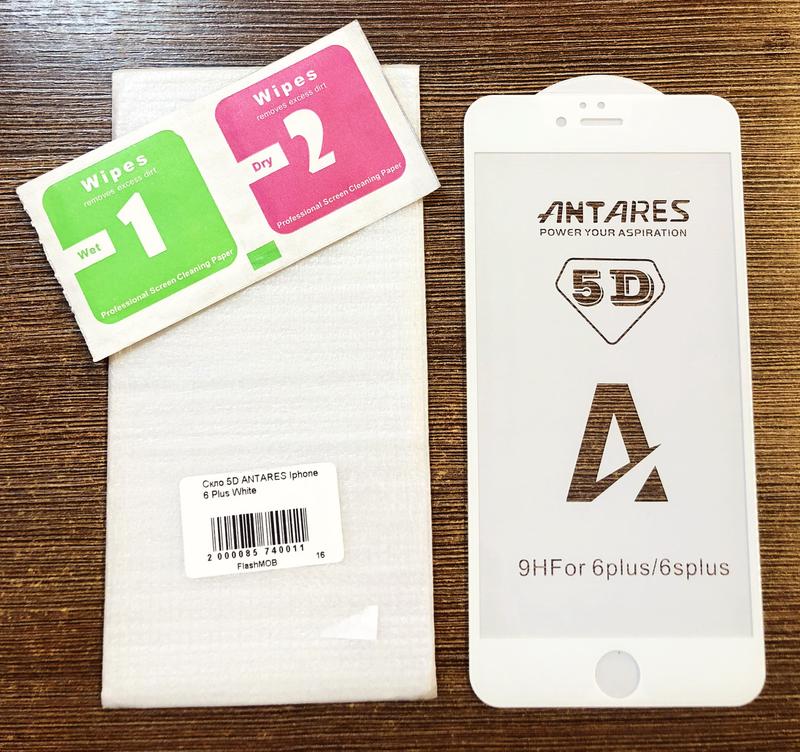 Wipes
removes excess dirt
Wet
1
Professional Screen Cleaning Paper
Wipes
removes excess dirt
Dry
2
Professional Screen Cleaning Paper
Скло 5D ANTARES Iphone
6 Plus White
2 000085 740011
16
FlashMOB
ANTARES
POWER YOUR ASPIRATION
5D
A
9HFor 6plus/6splus